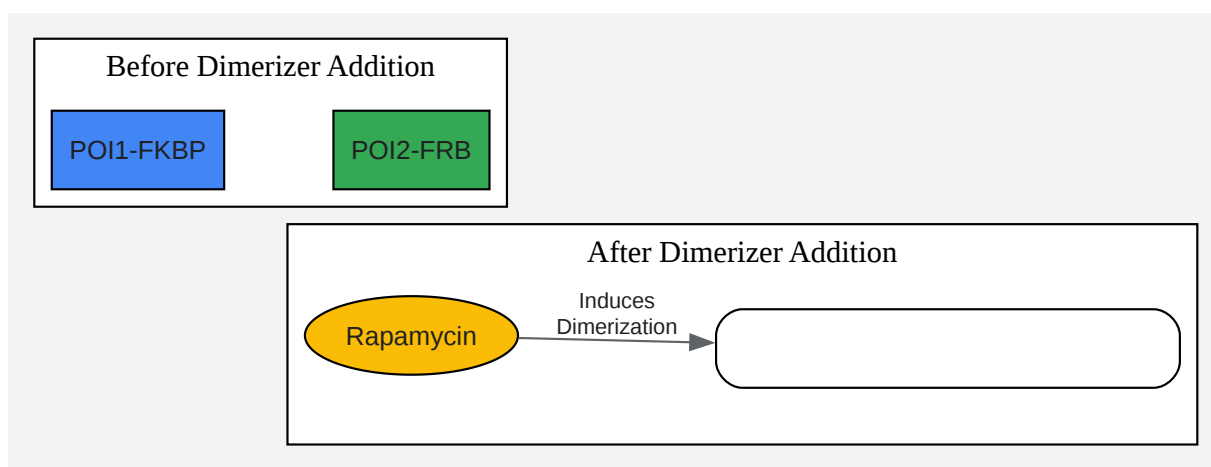 Before Dimerizer Addition
POI1-FKBP
POI2-FRB
After Dimerizer Addition
Rapamycin
Induces
Dimerization